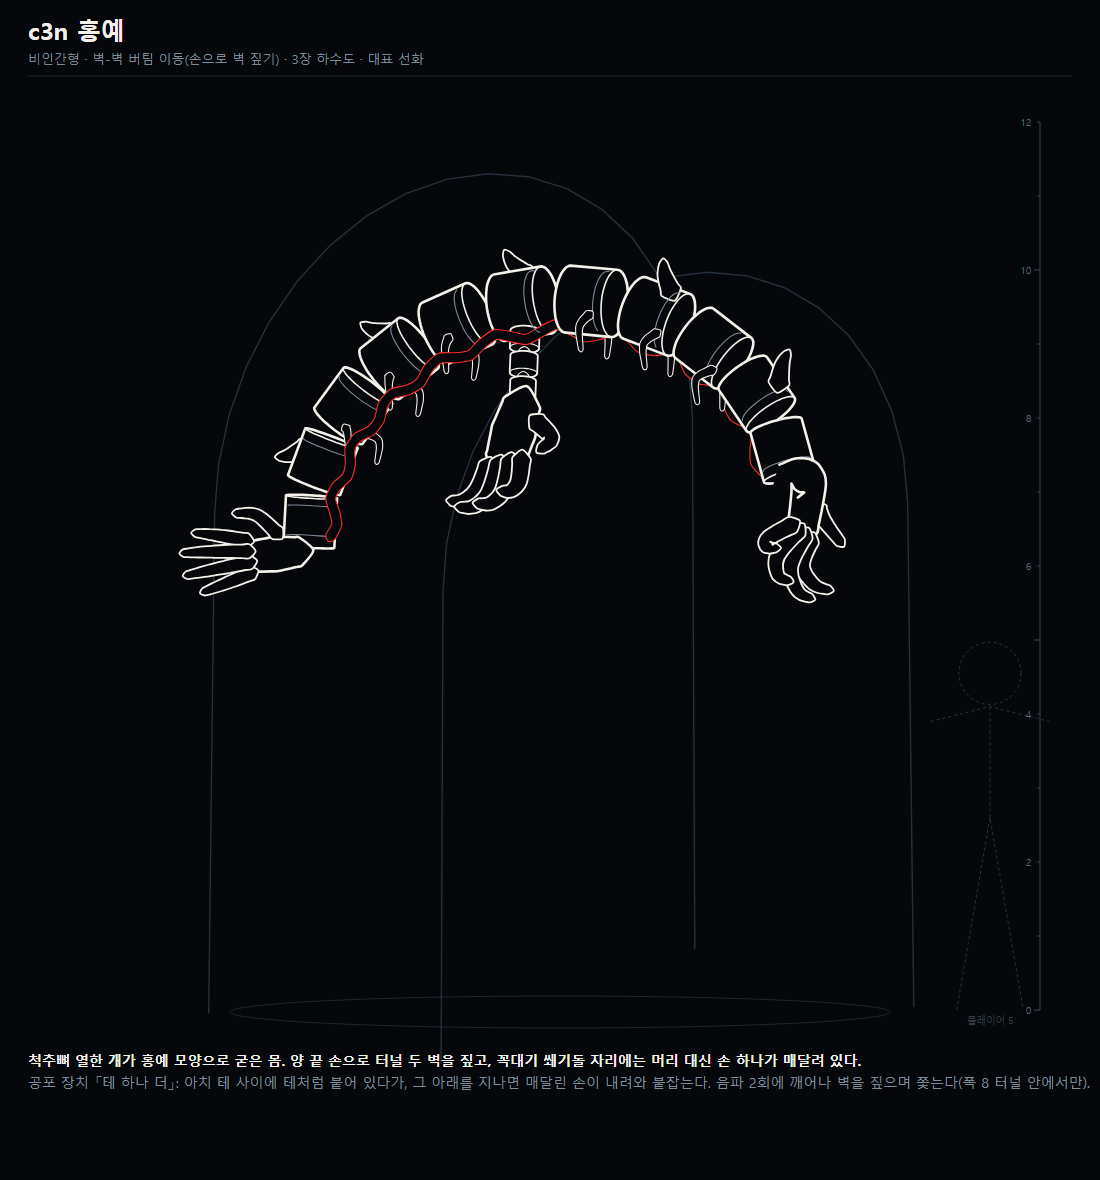 c3n 홍예
비인간형 · 벽-벽 버팀 이동(손으로 벽 짚기) · 3장 하수도 · 대표 선화
12
10
8
6
4
2
0
플레이어 5
척추뼈 열한 개가 홍예 모양으로 굳은 몸. 양 끝 손으로 터널 두 벽을 짚고, 꼭대기 쐐기돌 자리에는 머리 대신 손 하나가 매달려 있다.
공포 장치 「테 하나 더」: 아치 테 사이에 테처럼 붙어 있다가, 그 아래를 지나면 매달린 손이 내려와 붙잡는다. 음파 2회에 깨어나 벽을 짚으며 쫓는다(폭 8 터널 안에서만).